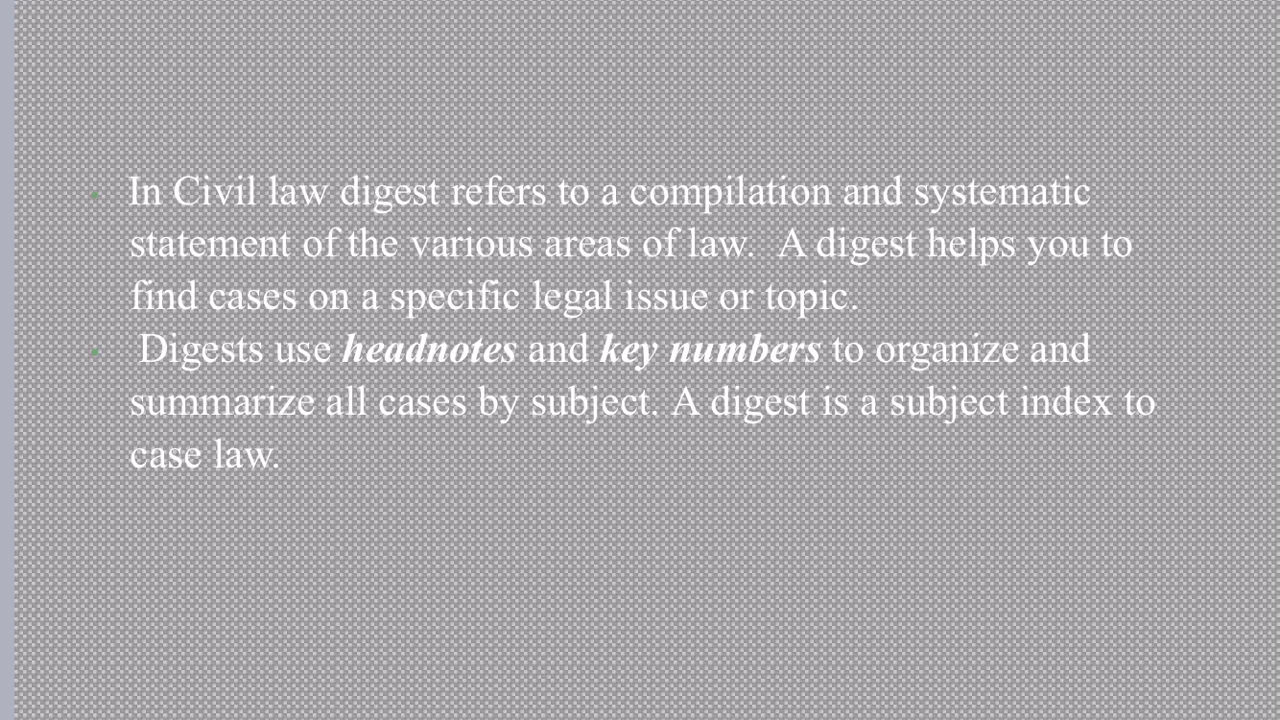 • In Civil law digest refers to a compilation and systematic
statement of the various areas of law.  A digest helps you to
find cases on a specific legal issue or topic.
•  Digests use headnotes and key numbers to organize and
summarize all cases by subject. A digest is a subject index to
case law.